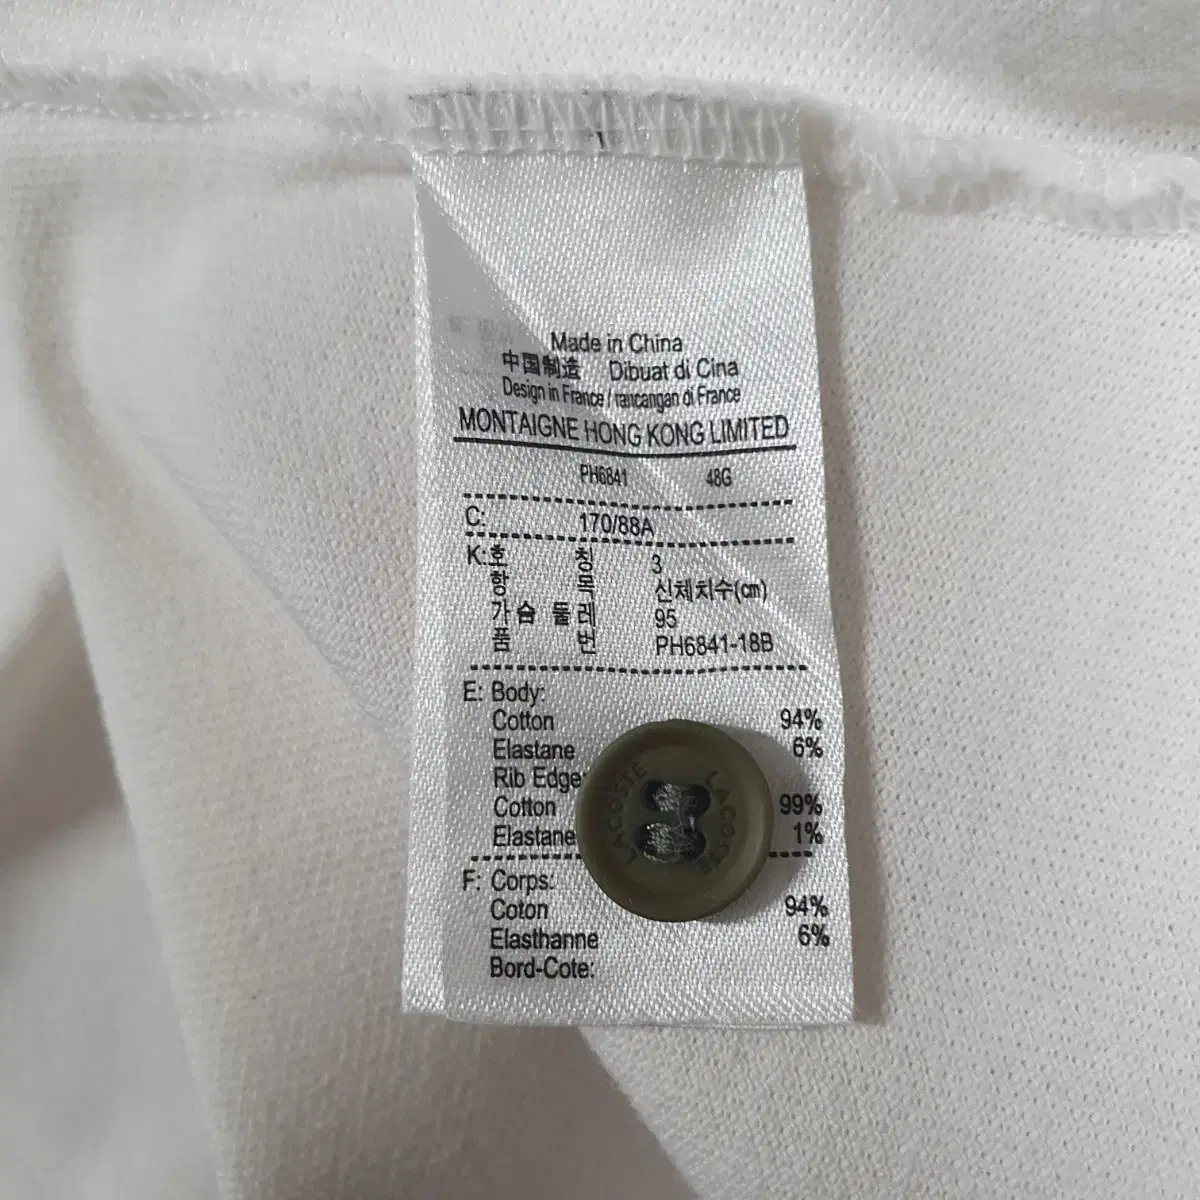 Made in China
中国制造 Dibuat di Cina
Design in France / rancangan di France
MONTAIGNE HONG KONG LIMITED
PH6841 48G
C: 170/88A
K: 호 칭 3
항 목 신체치수(cm)
가슴 둘레 95
품 번 PH6841-18B
E: Body:
Cotton 94%
Elastane 6%
Rib Edge:
Cotton 99%
Elastane 1%
LACOSTE LACOSTE
F: Corps:
Coton 94%
Elasthanne 6%
Bord-Cote: